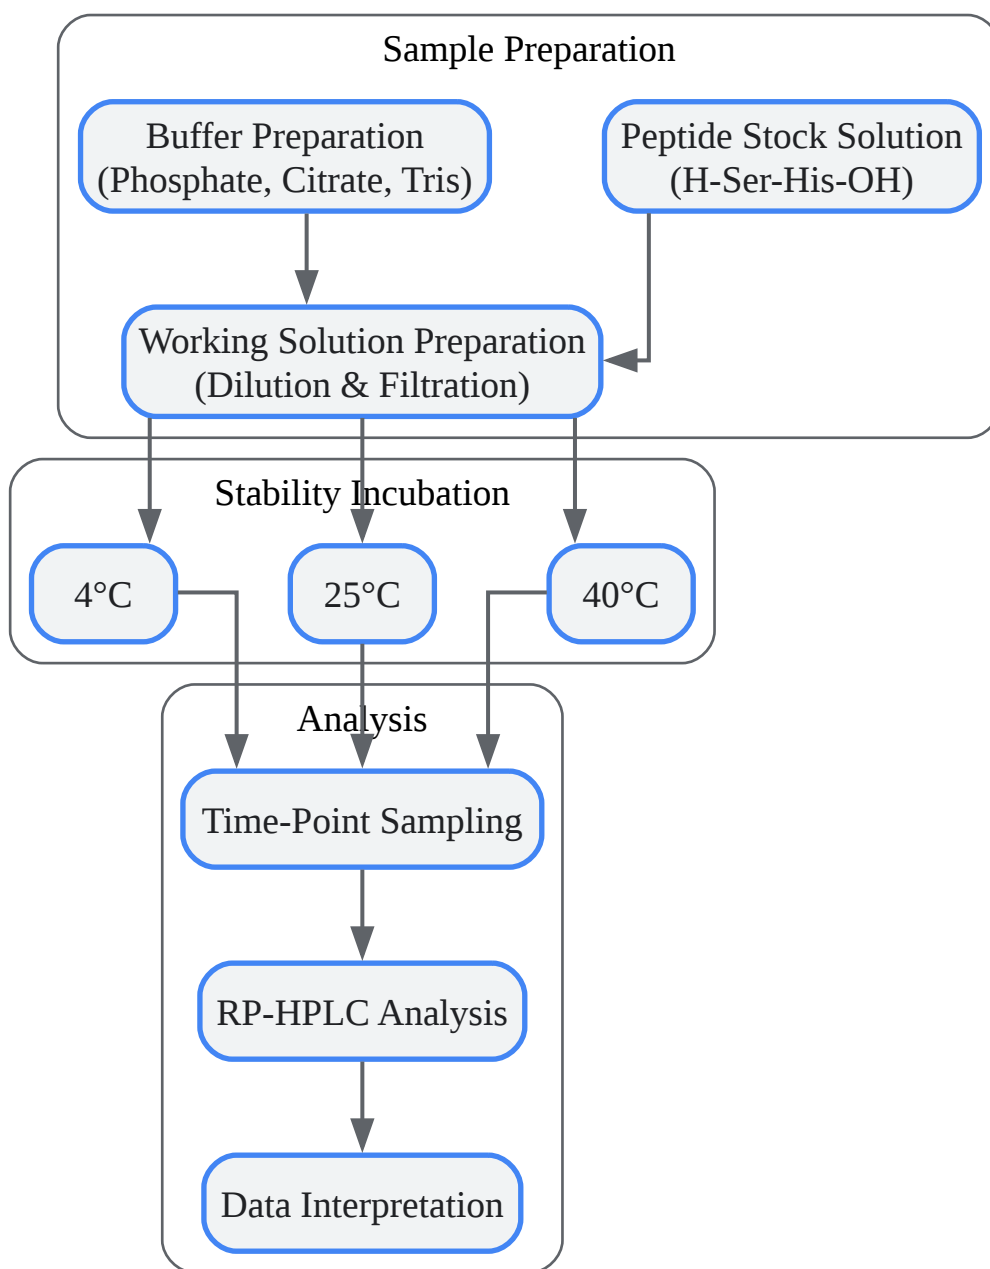 Sample Preparation
Buffer Preparation
(Phosphate, Citrate, Tris)
Peptide Stock Solution
(H-Ser-His-OH)
Working Solution Preparation
(Dilution & Filtration)
Stability Incubation
4°C
25°C
40°C
Analysis
Time-Point Sampling
RP-HPLC Analysis
Data Interpretation